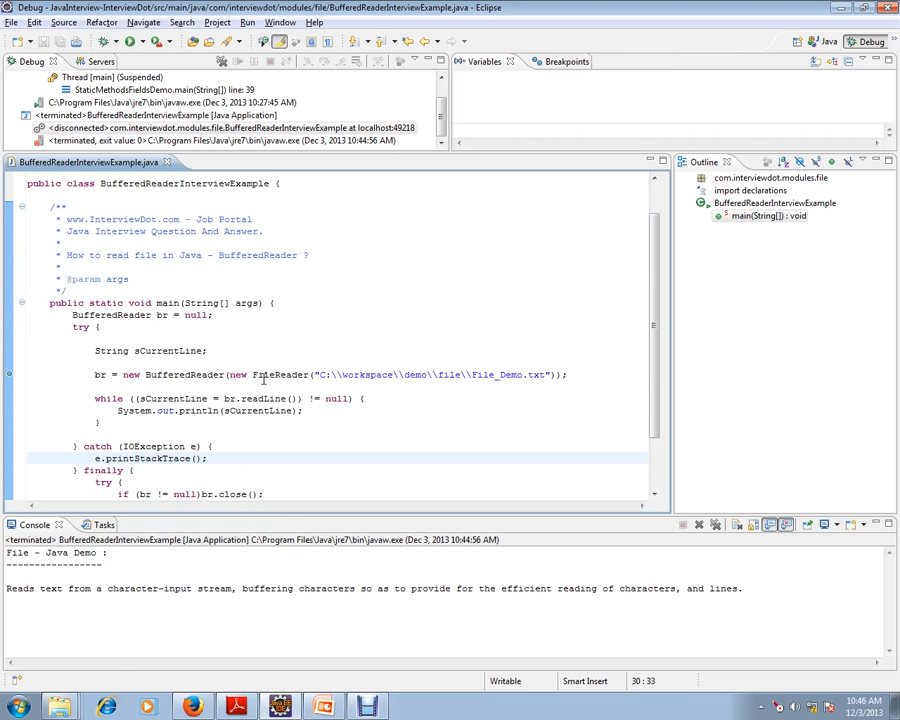 Debug - JavaInterview-InterviewDot/src/main/java/com/interviewdot/modules/file/BufferedReaderInterviewExample.java - Eclipse
File Edit Source Refactor Navigate Search Project Run Window Help
Java Debug
Debug Servers
Variables Breakpoints
Thread [main] (Suspended)
StaticMethodsFieldsDemo.main(String[]) line: 39
C:\Program Files\Java\jre7\bin\javaw.exe (Dec 3, 2013 10:27:45 AM)
<terminated>BufferedReaderInterviewExample [Java Application]
<disconnected>com.interviewdot.modules.file.BufferedReaderInterviewExample at localhost:49218
<terminated, exit value: 0>C:\Program Files\Java\jre7\bin\javaw.exe (Dec 3, 2013 10:44:56 AM)
BufferedReaderInterviewExample.java
public class BufferedReaderInterviewExample {
/**
* www.InterviewDot.com - Job Portal
* Java Interview Question And Answer.
*
* How to read file in Java - BufferedReader ?
*
* @param args
*/
public static void main(String[] args) {
BufferedReader br = null;
try {
String sCurrentLine;
br = new BufferedReader(new FileReader("C:\\workspace\\demo\\file\\File_Demo.txt"));
while ((sCurrentLine = br.readLine()) != null) {
System.out.println(sCurrentLine);
}
} catch (IOException e) {
e.printStackTrace();
} finally {
try {
if (br != null)br.close();
Outline
com.interviewdot.modules.file
import declarations
BufferedReaderInterviewExample
main(String[]) : void
Console Tasks
<terminated> BufferedReaderInterviewExample [Java Application] C:\Program Files\Java\jre7\bin\javaw.exe (Dec 3, 2013 10:44:56 AM)
File - Java Demo :
-----------------
Reads text from a character-input stream, buffering characters so as to provide for the efficient reading of characters, and lines.
Writable Smart Insert 30 : 33
10:46 AM
12/3/2013